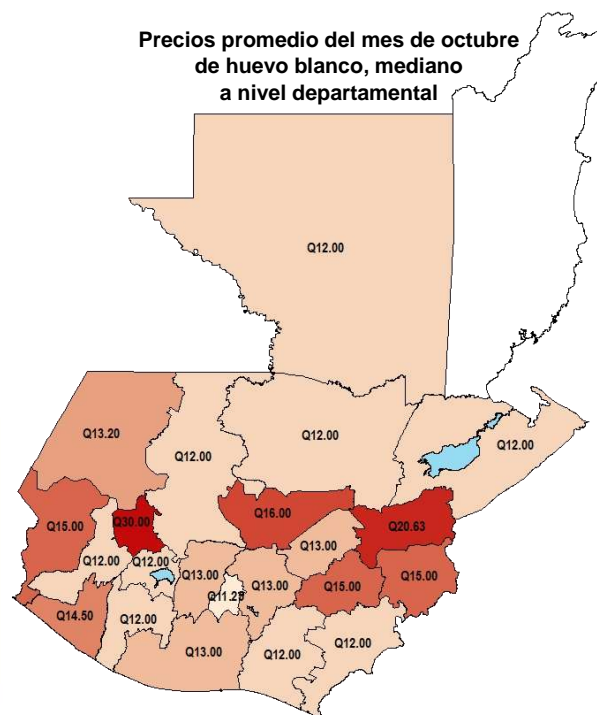 Precios promedio del mes de octubre
de huevo blanco, mediano
a nivel departamental
Q12.00
Q13.20
Q12.00
Q12.00
Q12.00
Q15.00
Q30.00
Q16.00
Q20.63
Q13.00
Q12.00
Q12.00
Q13.00
Q13.00
Q15.00
Q15.00
Q11.25
Q14.50
Q12.00
Q13.00
Q12.00
Q12.00